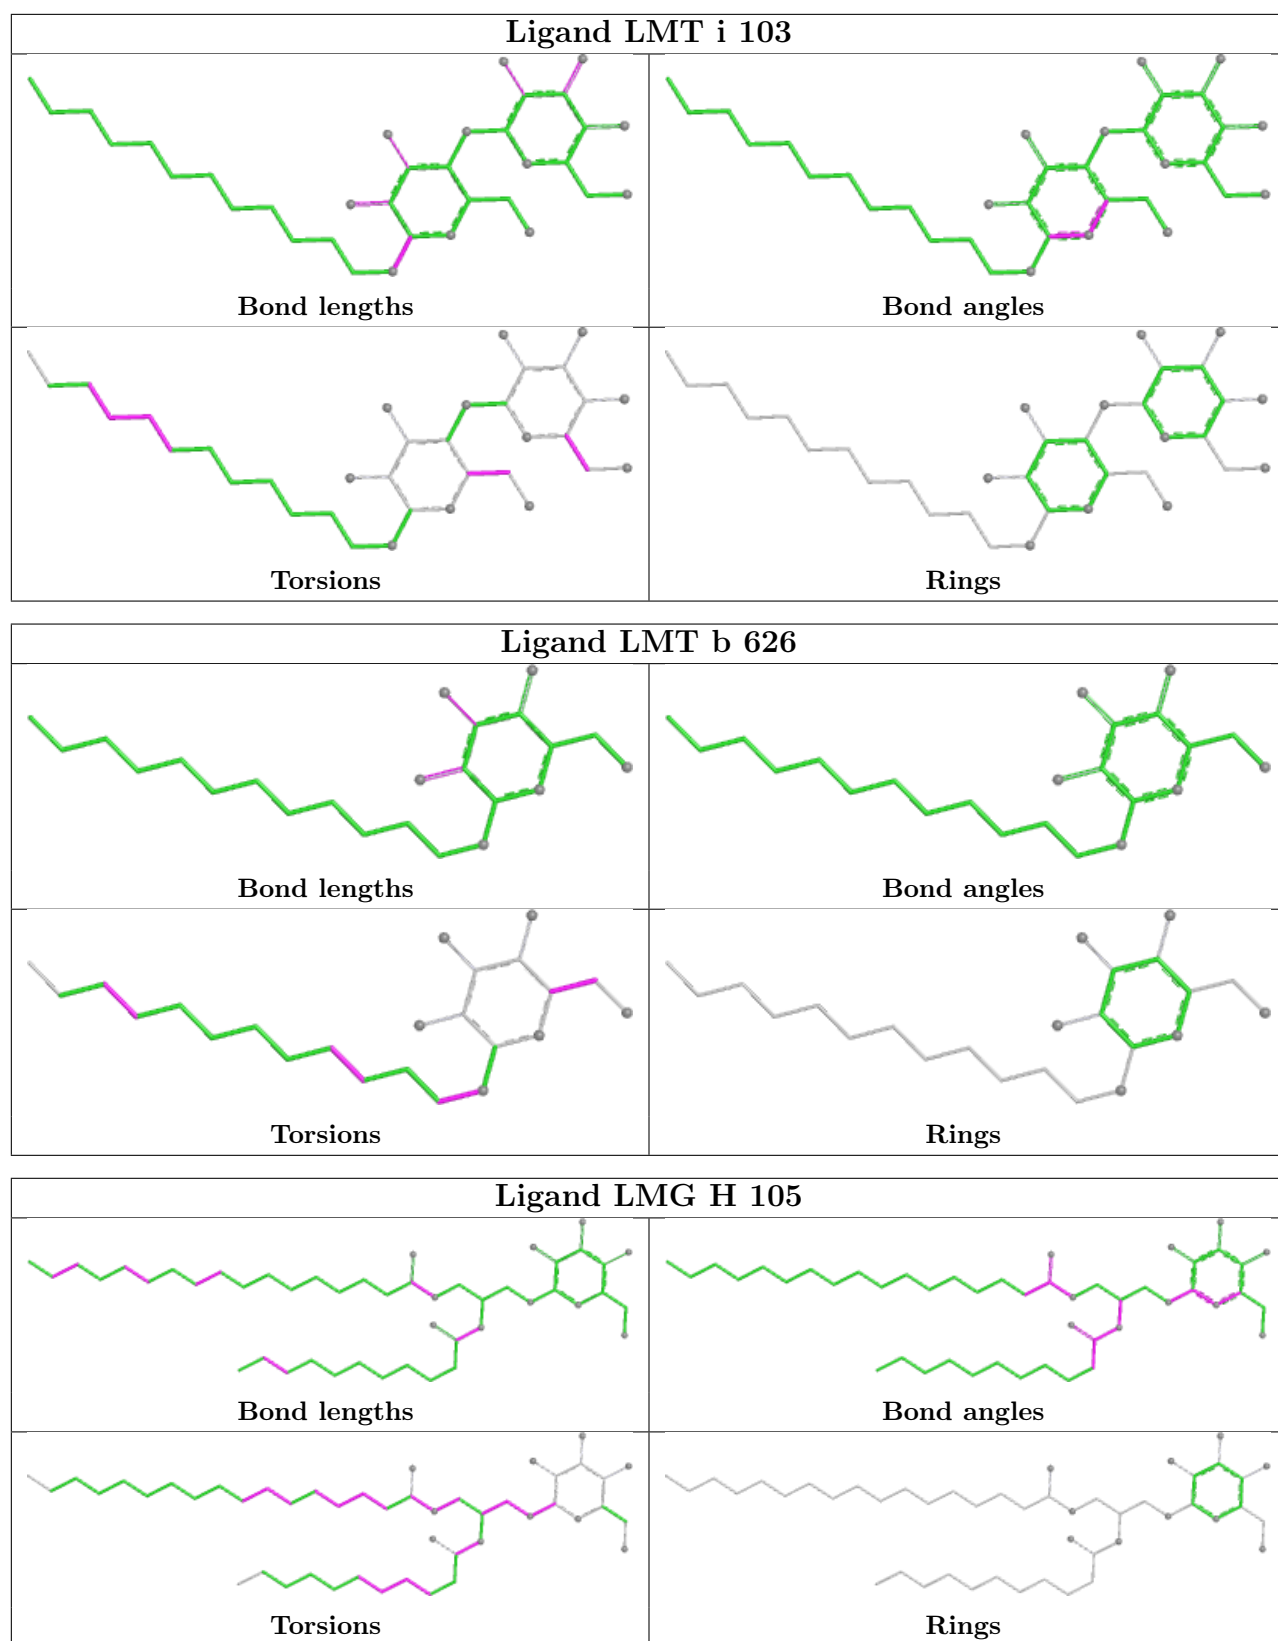 Ligand LMT i 103
Bond lengths Bond angles
Torsions Rings
Ligand LMT b 626
Bond lengths Bond angles
Torsions Rings
Ligand LMG H 105
Bond lengths Bond angles
Torsions Rings